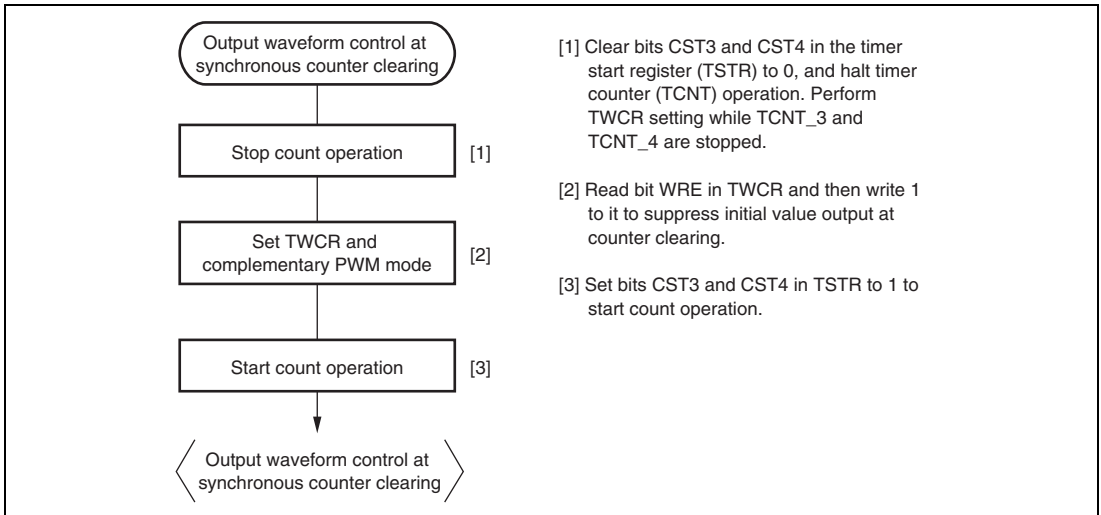 Output waveform control at
synchronous counter clearing
Stop count operation
[1]
Set TWCR and
complementary PWM mode
[2]
Start count operation
[3]
Output waveform control at
synchronous counter clearing
[1] Clear bits CST3 and CST4 in the timer
start register (TSTR) to 0, and halt timer
counter (TCNT) operation. Perform
TWCR setting while TCNT_3 and
TCNT_4 are stopped.
[2] Read bit WRE in TWCR and then write 1
to it to suppress initial value output at
counter clearing.
[3] Set bits CST3 and CST4 in TSTR to 1 to
start count operation.